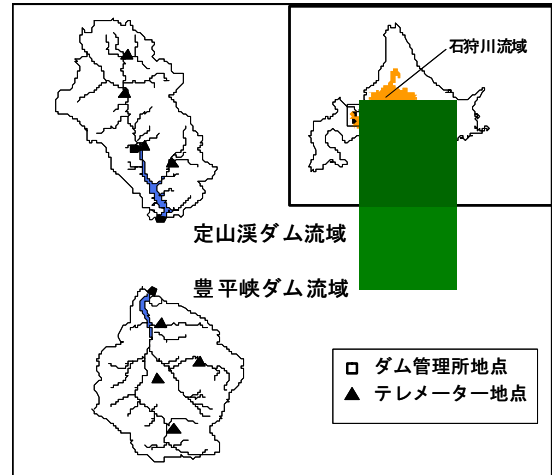 石狩川流域
定山渓ダム流域
豊平峡ダム流域
ダム管理所地点
テレメーター地点